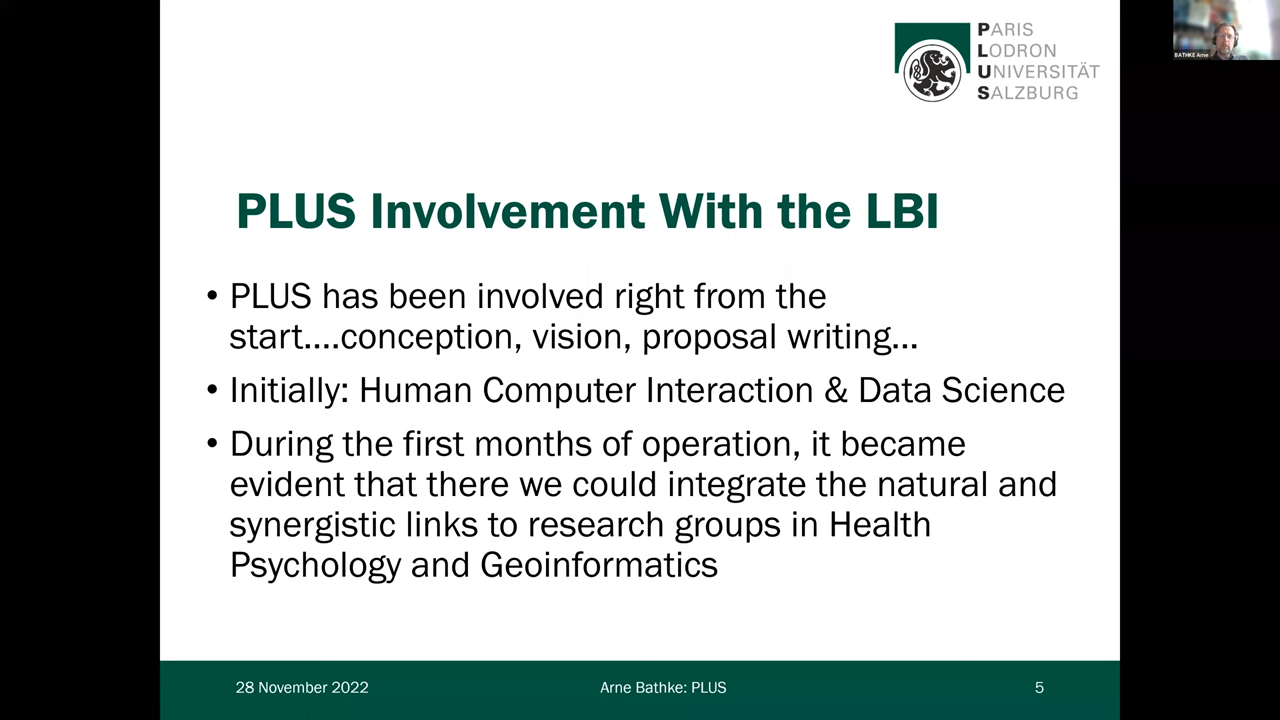 PARIS
LODRON
UNIVERSITÄT
SALZBURG
BATHKE Arne
PLUS Involvement With the LBI
• PLUS has been involved right from the
start....conception, vision, proposal writing...
• Initially: Human Computer Interaction & Data Science
• During the first months of operation, it became
evident that there we could integrate the natural and
synergistic links to research groups in Health
Psychology and Geoinformatics
28 November 2022
Arne Bathke: PLUS
5